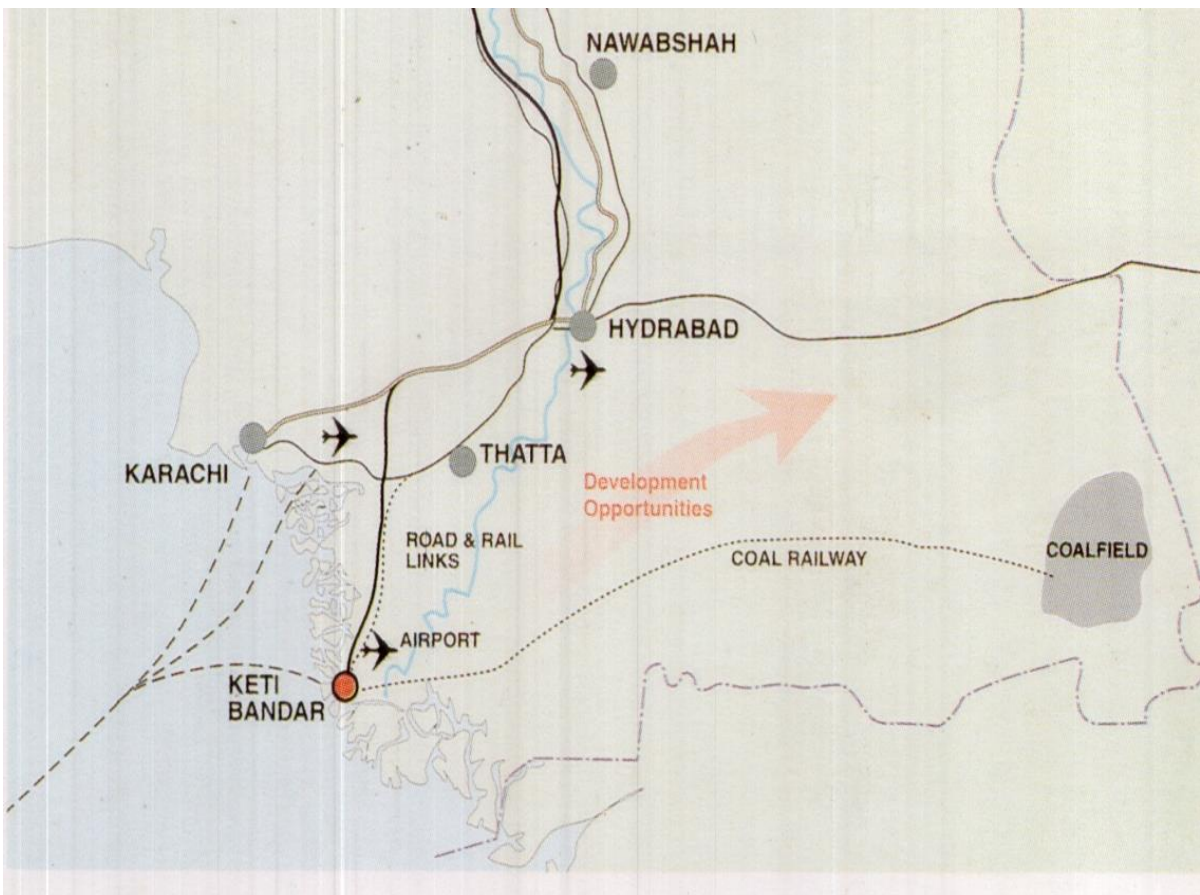 NAWABSHAH
HYDRABAD
KARACHI
THATTA
Development
Opportunities
ROAD & RAIL
LINKS
COAL RAILWAY
COALFIELD
AIRPORT
KETI
BANDAR